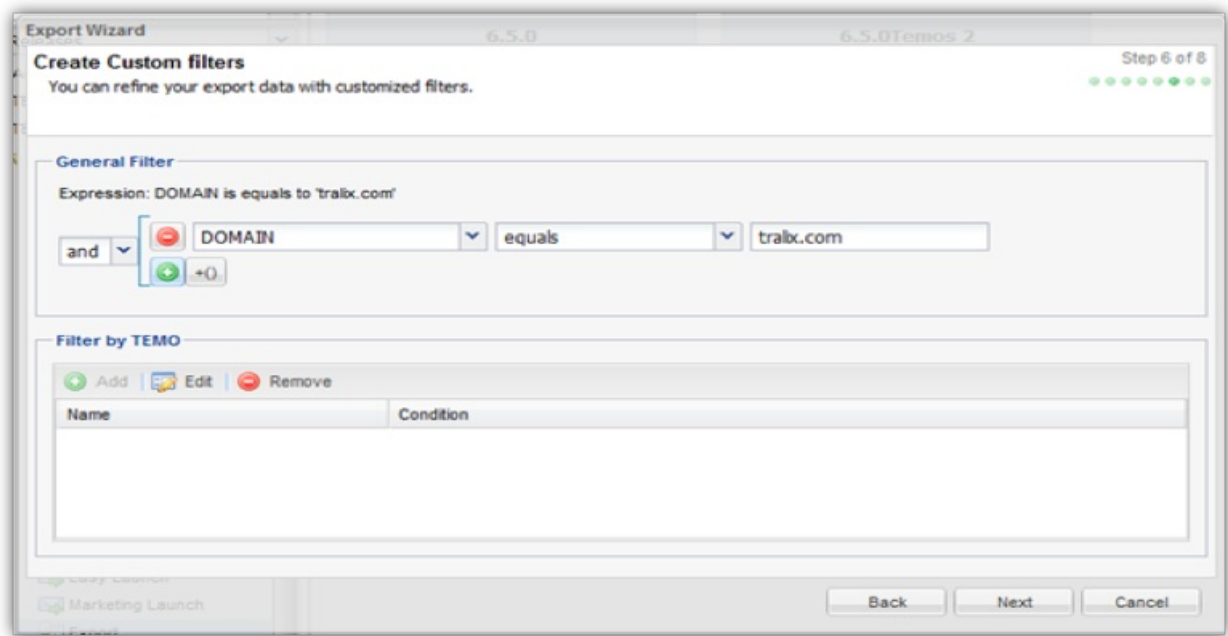 Export Wizard
Releases
6.5.0
6.5.0Temos 2
Create Custom filters
Step 6 of 8
You can refine your export data with customized filters.
General Filter
Expression: DOMAIN is equals to 'tralix.com'
and
DOMAIN
equals
tralix.com
+()
Filter by TEMO
Add
Edit
Remove
Name
Condition
Easy Launch
Marketing Launch
Export
Back
Next
Cancel